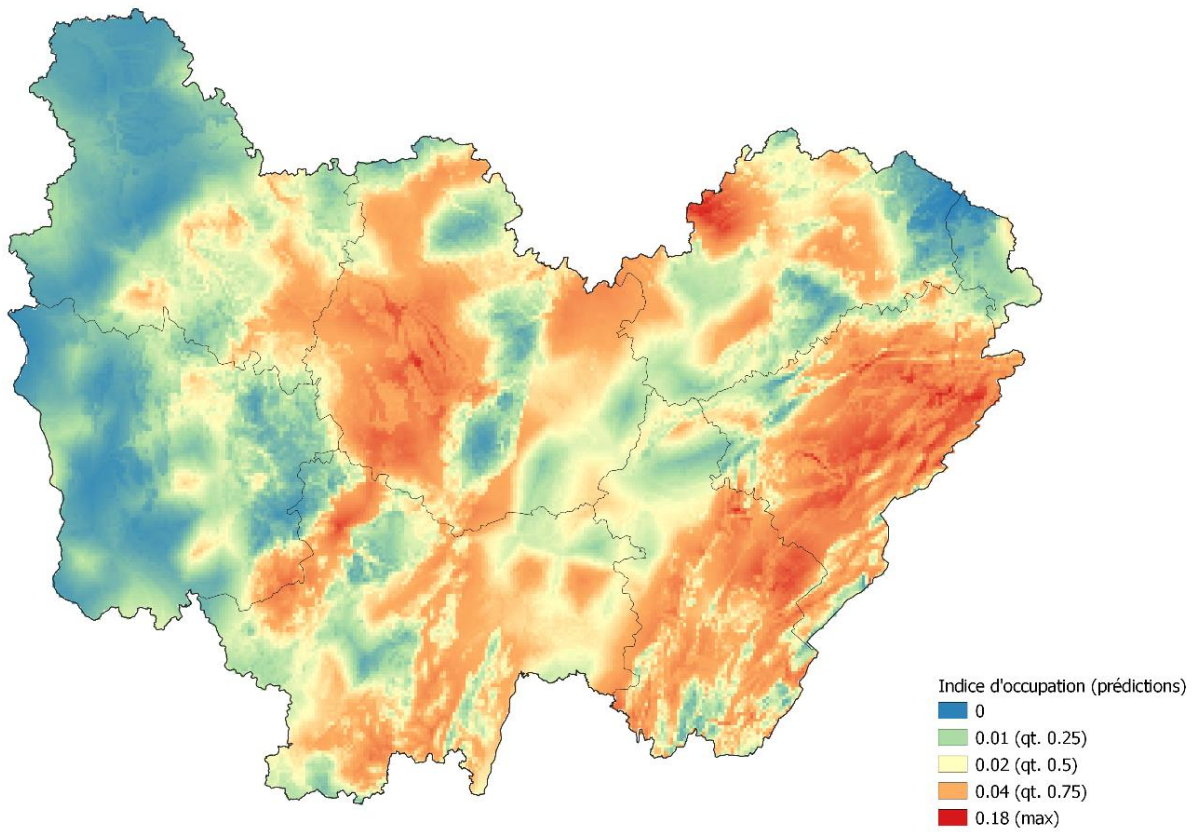 Indice d'occupation (prédictions)
0
0.01 (qt. 0.25)
0.02 (qt. 0.5)
0.04 (qt. 0.75)
0.18 (max)